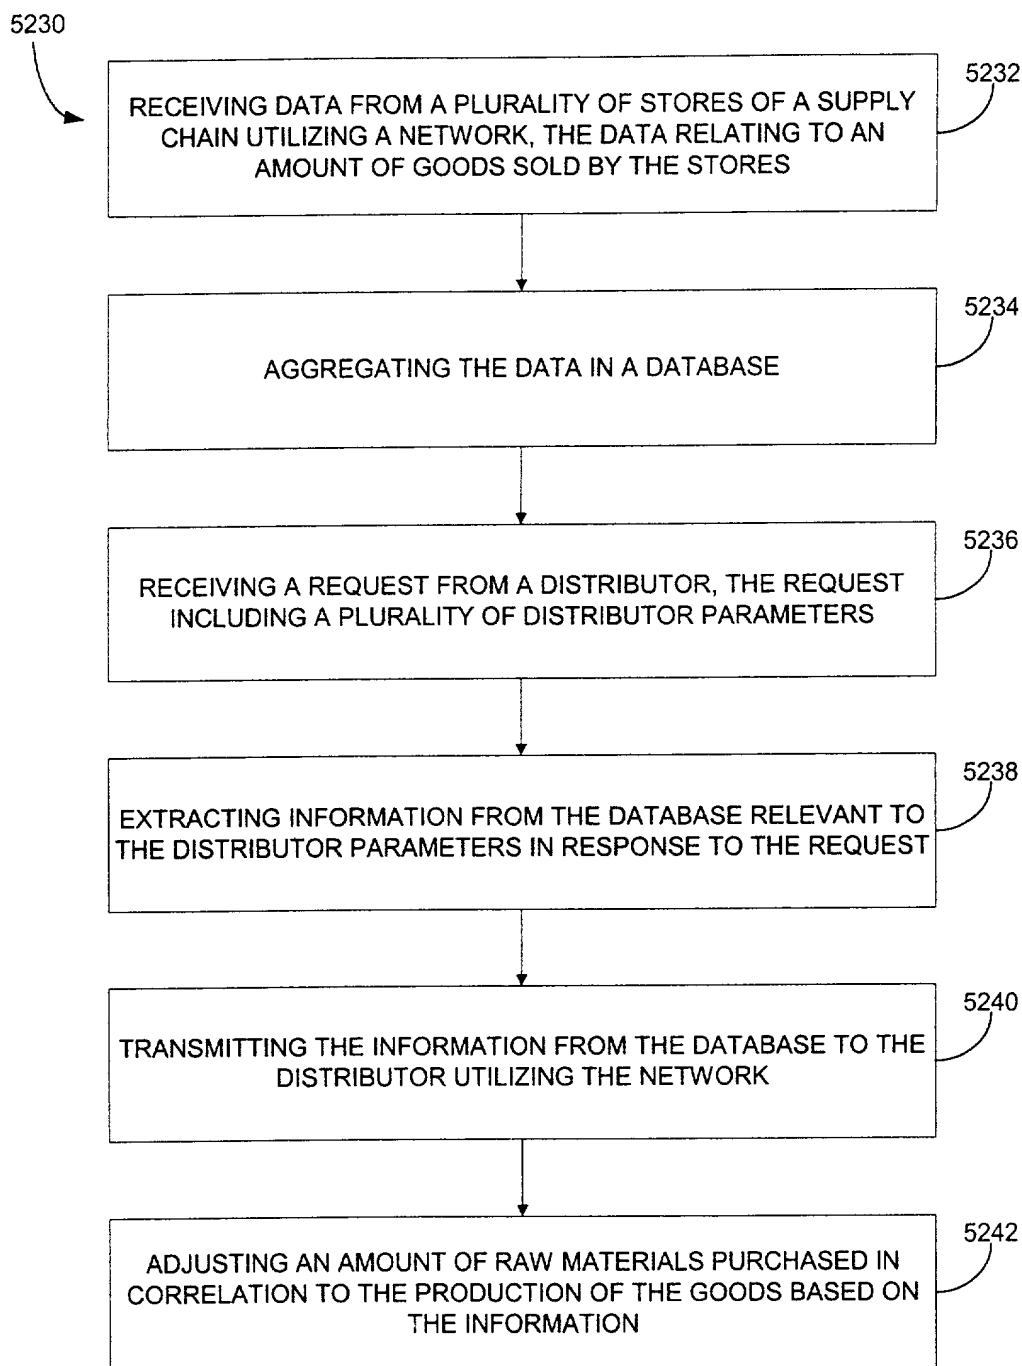 5230
5232
RECEIVING DATA FROM A PLURALITY OF STORES OF A SUPPLY
CHAIN UTILIZING A NETWORK, THE DATA RELATING TO AN
AMOUNT OF GOODS SOLD BY THE STORES
5234
AGGREGATING THE DATA IN A DATABASE
5236
RECEIVING A REQUEST FROM A DISTRIBUTOR, THE REQUEST
INCLUDING A PLURALITY OF DISTRIBUTOR PARAMETERS
5238
EXTRACTING INFORMATION FROM THE DATABASE RELEVANT TO
THE DISTRIBUTOR PARAMETERS IN RESPONSE TO THE REQUEST
5240
TRANSMITTING THE INFORMATION FROM THE DATABASE TO THE
DISTRIBUTOR UTILIZING THE NETWORK
5242
ADJUSTING AN AMOUNT OF RAW MATERIALS PURCHASED IN
CORRELATION TO THE PRODUCTION OF THE GOODS BASED ON
THE INFORMATION